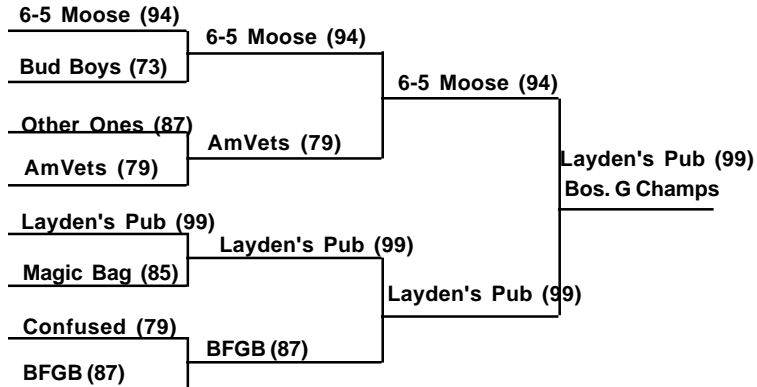 6-5 Moose (94)
Bud Boys (73)
Other Ones (87)
AmVets (79)
Layden's Pub (99)
Magic Bag (85)
Confused (79)
BFGB (87)
6-5 Moose (94)
AmVets (79)
Layden's Pub (99)
BFGB (87)
6-5 Moose (94)
Layden's Pub (99)
Layden's Pub (99)
Bos. G Champs